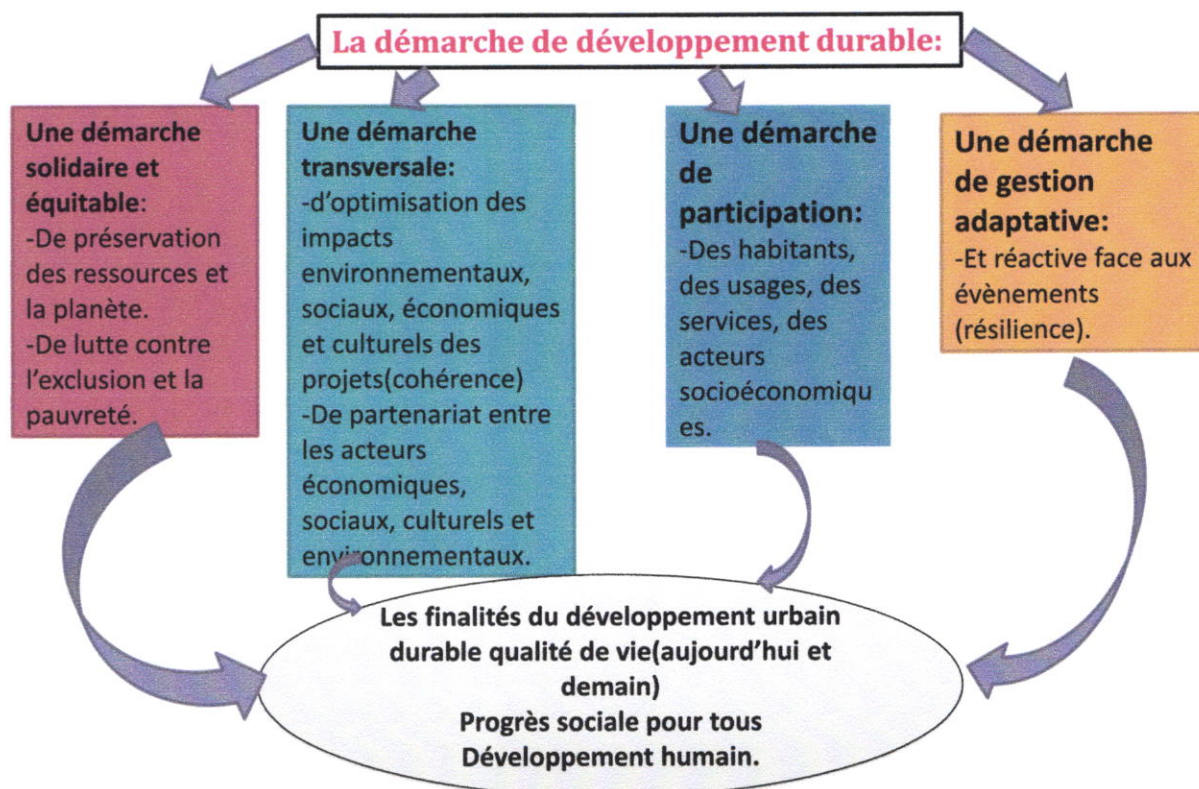 La démarche de développement durable:
Une démarche
solidaire et
équitable:
-De préservation
des ressources et
la planète.
-De lutte contre
l'exclusion et la
pauvreté.
Une démarche
transversale:
-d'optimisation des
impacts
environnementaux,
sociaux, économiques
et culturels des
projets(cohérence)
-De partenariat entre
les acteurs
économiques,
sociaux, culturels et
environnementaux.
Une démarche
de
participation:
-Des habitants,
des usages, des
services, des
acteurs
socioéconomiqu
es.
Une démarche
de gestion
adaptative:
-Et réactive face aux
évènements
(résilience).
Les finalités du développement urbain
durable qualité de vie(aujourd'hui et
demain)
Progrès sociale pour tous
Développement humain.